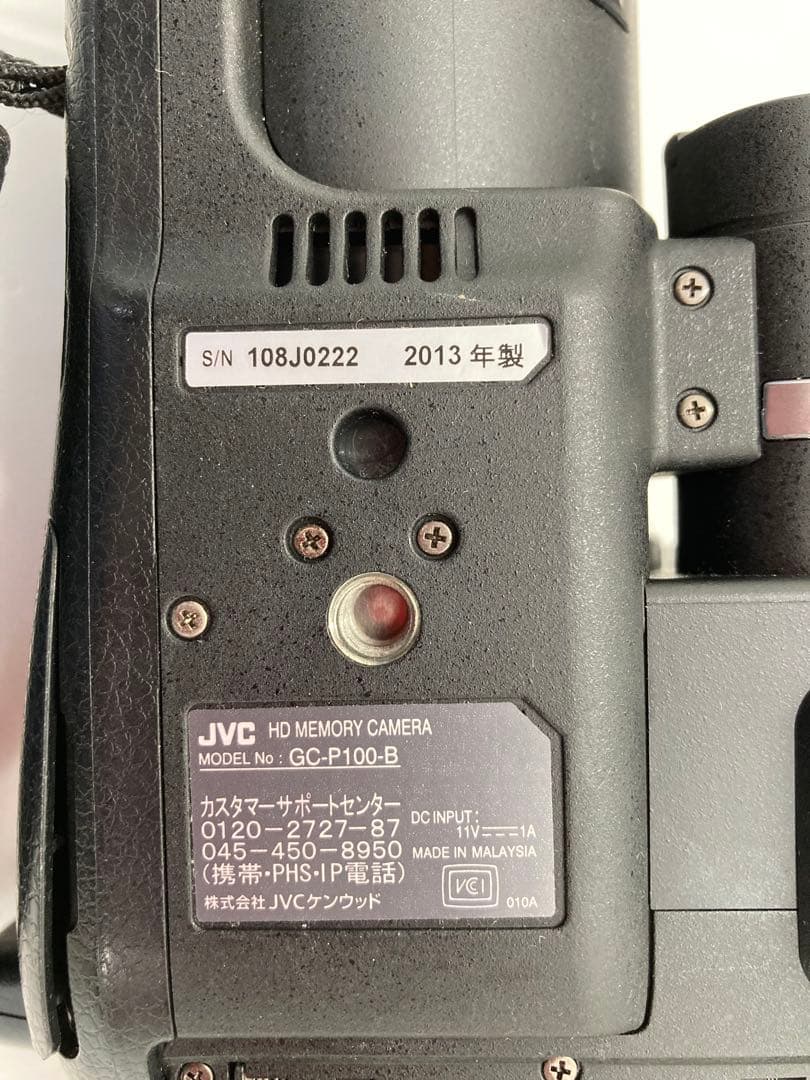 S/N 108J0222 2013 年製
JVC HD MEMORY CAMERA
MODEL No : GC-P100-B
カスタマーサポートセンター
0120-2727-87
045-450-8950
(携帯・PHS・IP電話)
株式会社 JVCケンウッド
DC INPUT:
11V 1A
MADE IN MALAYSIA
VCI
010A